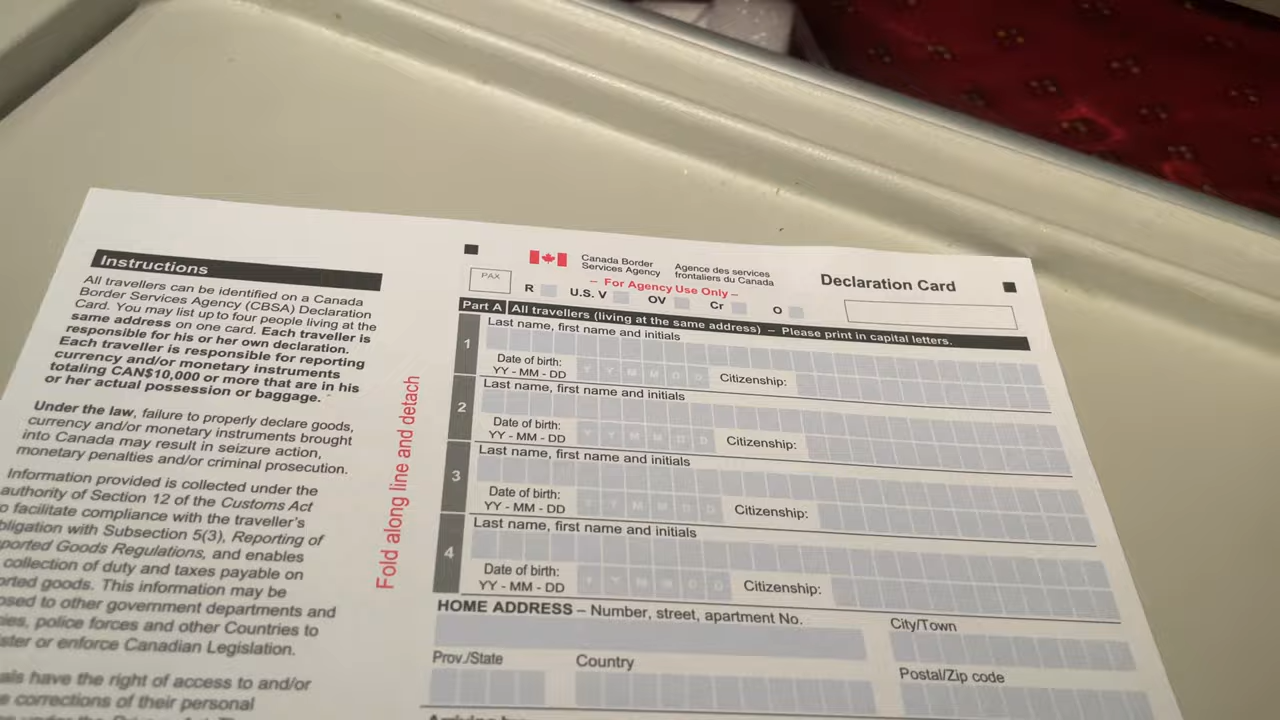 Instructions
All travellers can be identified on a Canada
Border Services Agency (CBSA) Declaration
Card. You may list up to four people living at the
same address on one card. Each traveller is
responsible for his or her own declaration.
Each traveller is responsible for reporting
currency and/or monetary instruments
totaling CAN$10,000 or more that are in his
or her actual possession or baggage.
Under the law, failure to properly declare goods,
currency and/or monetary instruments brought
into Canada may result in seizure action,
monetary penalties and/or criminal prosecution.
Information provided is collected under the
authority of Section 12 of the Customs Act
facilitate compliance with the traveller's
with Subsection 5(3), Reporting of
Goods Regulations, and enables
collection of duty and taxes payable on
goods. This information may be
to other government departments and
police forces and other Countries to
or enforce Canadian Legislation.
have the right of access to and/or
corrections of their personal
Fold along line and detach
Canada Border
Services Agency
Agence des services
frontaliers du Canada
Declaration Card
PAX
– For Agency Use Only –
R U.S. V OV Cr O
Part A All travellers (living at the same address) – Please print in capital letters.
1
Last name, first name and initials
Date of birth:
YY - MM - DD
Y Y M M D D
Citizenship:
2
Last name, first name and initials
Date of birth:
YY - MM - DD
Y Y M M D D
Citizenship:
3
Last name, first name and initials
Date of birth:
YY - MM - DD
Y Y M M D D
Citizenship:
4
Last name, first name and initials
Date of birth:
YY - MM - DD
Y Y M M D D
Citizenship:
HOME ADDRESS – Number, street, apartment No.
City/Town
Prov./State
Country
Postal/Zip code